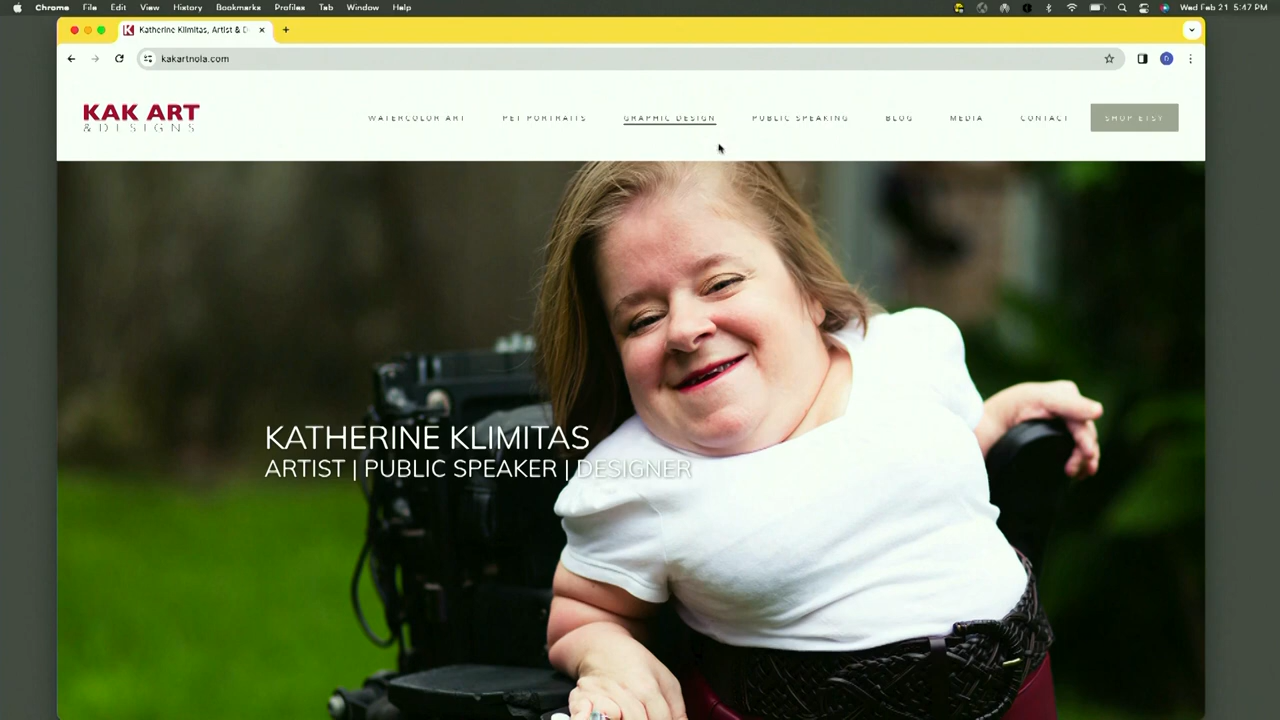 Chrome File Edit View History Bookmarks Profiles Tab Window Help
Wed Feb 21 5:47 PM
Katherine Klimitas, Artist & D
kakartnola.com
KAK ART
& DESIGNS
WATERCOLOR ART PET PORTRAITS GRAPHIC DESIGN PUBLIC SPEAKING BLOG MEDIA CONTACT SHOP ETSY
KATHERINE KLIMITAS
ARTIST | PUBLIC SPEAKER | DESIGNER